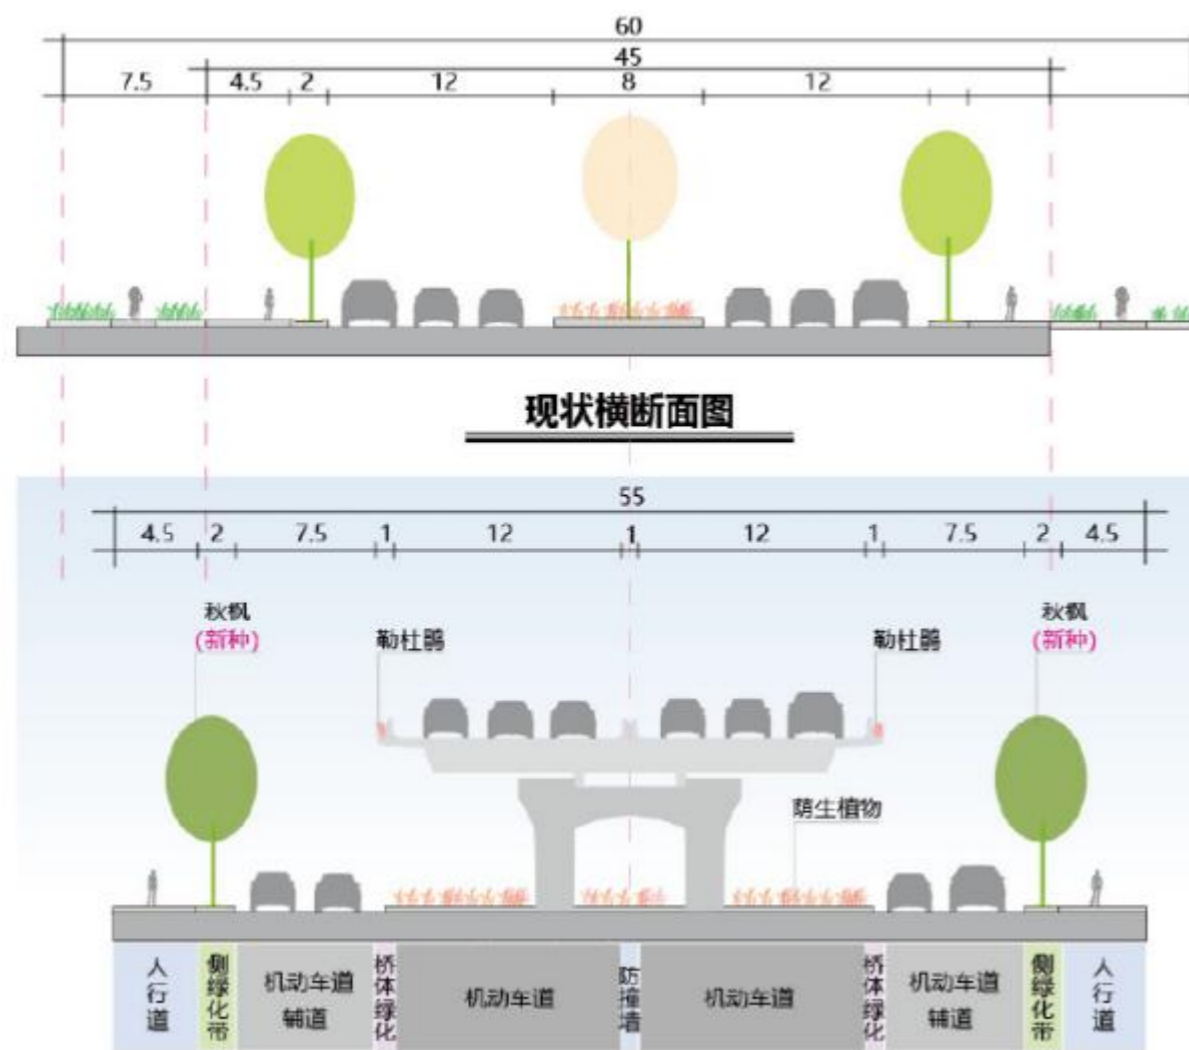 60
45
7.5 4.5 2 12 8 12
现状横断面图
55
4.5 2 7.5 1 12 1 12 1 7.5 2 4.5
秋枫
(新种)
勒杜鹃
勒杜鹃
秋枫
(新种)
荫生植物
人行道
侧绿化带
机动车道
辅道
桥体绿化
机动车道
防撞墙
机动车道
桥体绿化
机动车道
辅道
侧绿化带
人行道